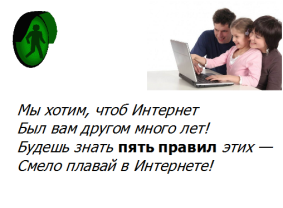 Мы хотим, чтоб Интернет
Был вам другом много лет!
Будешь знать пять правил этих —
Смело плавай в Интернете!